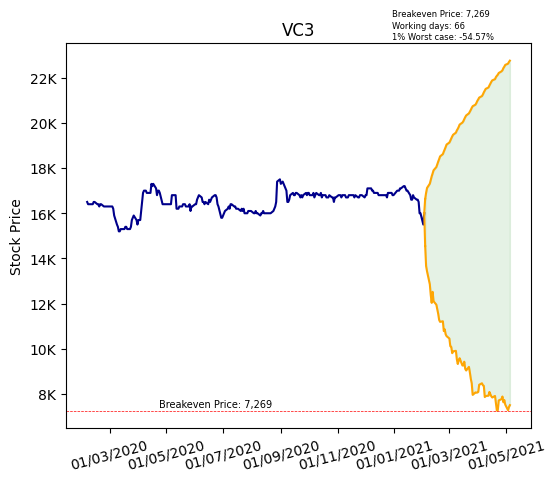 Breakeven Price: 7,269
Working days: 66
1% Worst case: -54.57%
VC3
Stock Price
22K
20K
18K
16K
14K
12K
10K
8K
Breakeven Price: 7,269
01/03/2020
01/05/2020
01/07/2020
01/09/2020
01/11/2020
01/01/2021
01/03/2021
01/05/2021